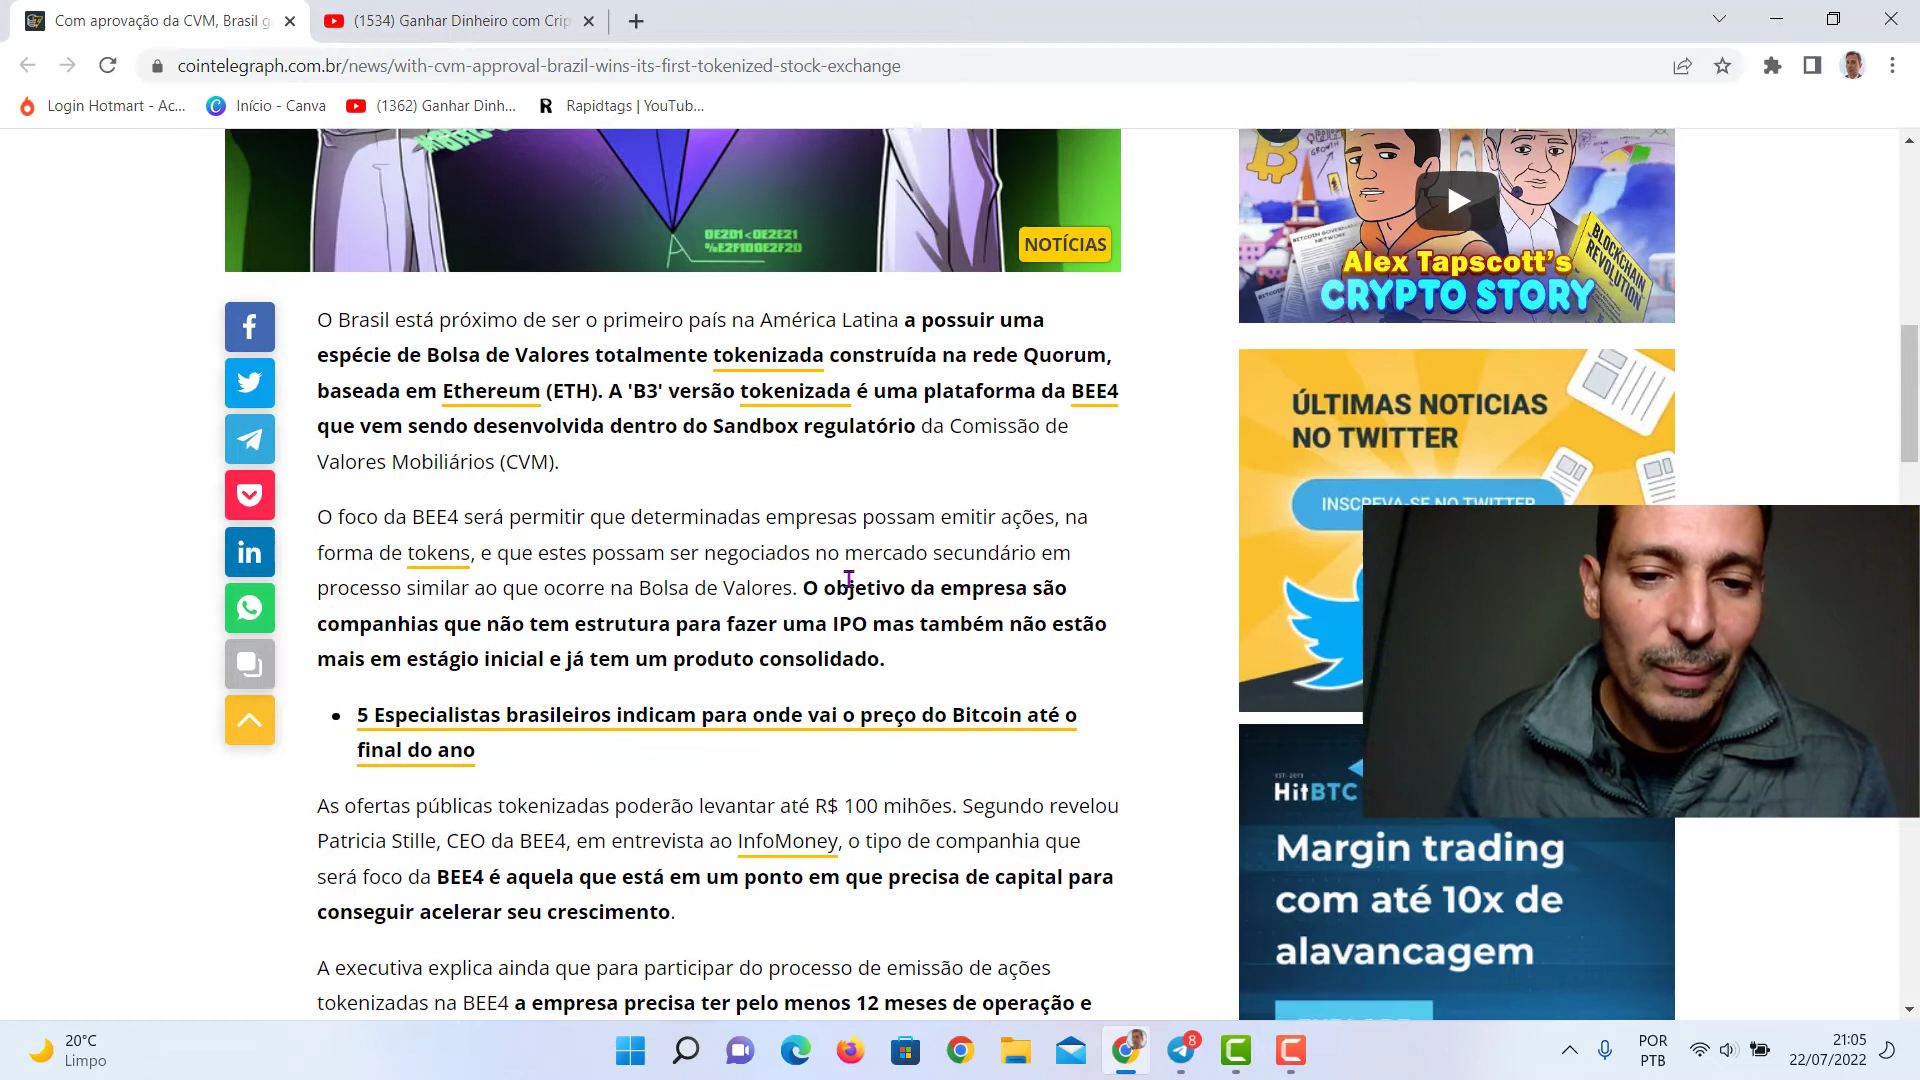 Com aprovação da CVM, Brasil g
(1534) Ganhar Dinheiro com Crip
cointelegraph.com.br/news/with-cvm-approval-brazil-wins-its-first-tokenized-stock-exchange
Login Hotmart - Ac...
Início - Canva
(1362) Ganhar Dinh...
Rapidtags | YouTub...
NOTÍCIAS
O Brasil está próximo de ser o primeiro país na América Latina a possuir uma
espécie de Bolsa de Valores totalmente tokenizada construída na rede Quorum,
baseada em Ethereum (ETH). A 'B3' versão tokenizada é uma plataforma da BEE4
que vem sendo desenvolvida dentro do Sandbox regulatório da Comissão de
Valores Mobiliários (CVM).
O foco da BEE4 será permitir que determinadas empresas possam emitir ações, na
forma de tokens, e que estes possam ser negociados no mercado secundário em
processo similar ao que ocorre na Bolsa de Valores. O objetivo da empresa são
companhias que não tem estrutura para fazer uma IPO mas também não estão
mais em estágio inicial e já tem um produto consolidado.
5 Especialistas brasileiros indicam para onde vai o preço do Bitcoin até o
final do ano
As ofertas públicas tokenizadas poderão levantar até R$ 100 mihões. Segundo revelou
Patricia Stille, CEO da BEE4, em entrevista ao InfoMoney, o tipo de companhia que
será foco da BEE4 é aquela que está em um ponto em que precisa de capital para
conseguir acelerar seu crescimento.
A executiva explica ainda que para participar do processo de emissão de ações
tokenizadas na BEE4 a empresa precisa ter pelo menos 12 meses de operação e
GROWTH
BLOCKCHAIN
REVOLUTION
Alex Tapscott's
CRYPTO STORY
ÚLTIMAS NOTICIAS
NO TWITTER
INSCREVA-SE NO TWITTER
EST. 2013
HitBTC
Margin trading
com até 10x de
alavancagem
20°C
Limpo
8
POR
PTB
21:05
22/07/2022